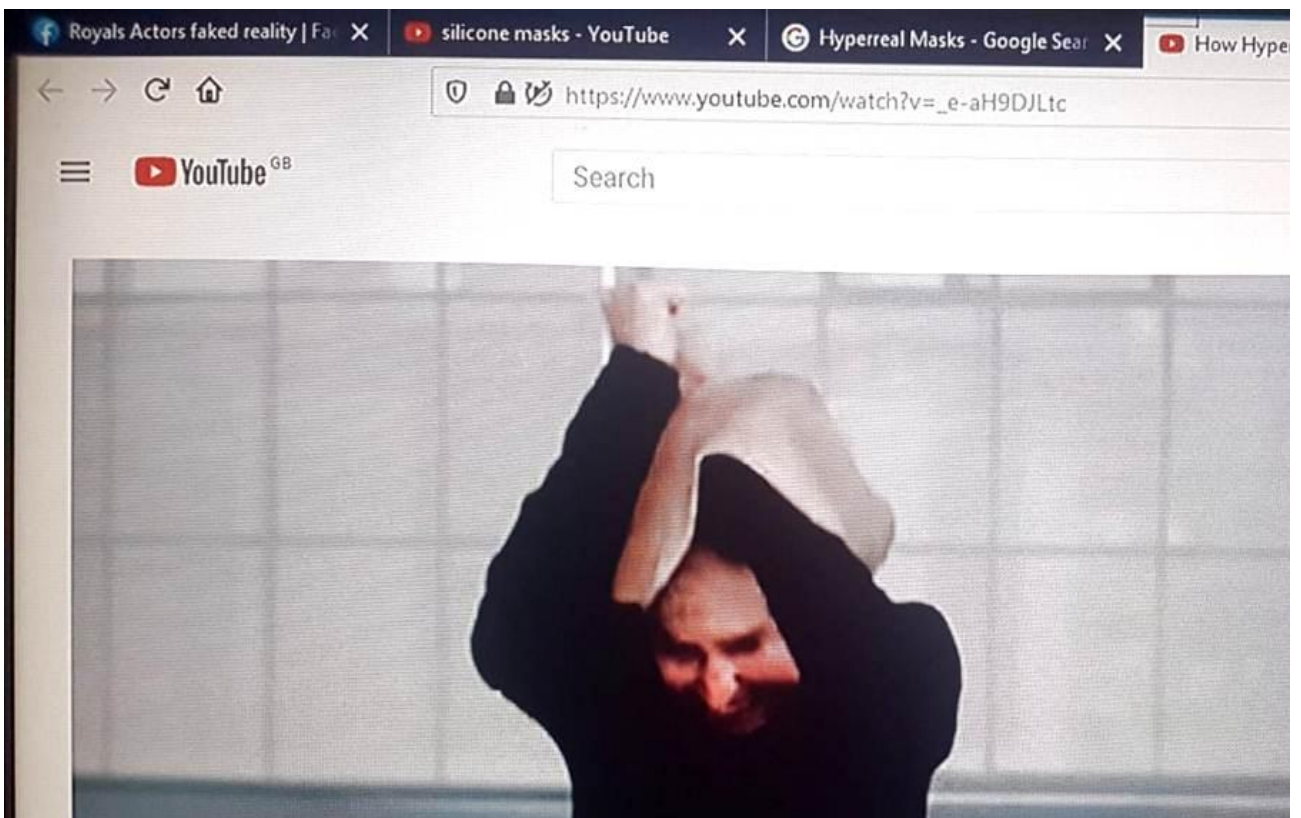 Royals Actors faked reality | Fa
silicone masks - YouTube
Hyperreal Masks - Google Sear
How Hyper
https://www.youtube.com/watch?v=_e-aH9DJLtc
YouTube GB
Search